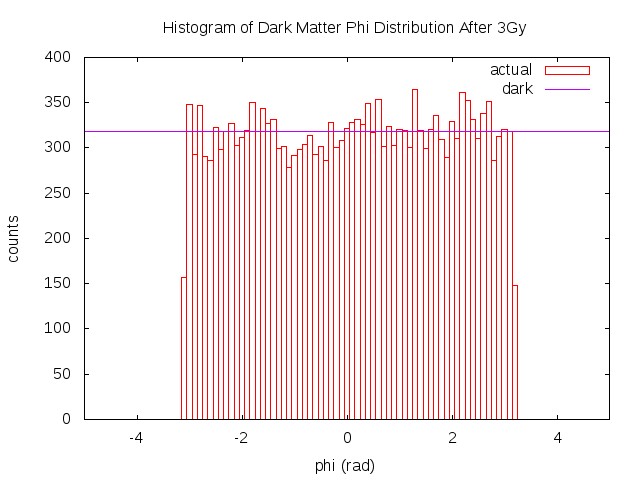 Histogram of Dark Matter Phi Distribution After 3Gy
400
350
300
250
200
150
100
50
0
counts
actual
dark
-4 -2 0 2 4
phi (rad)